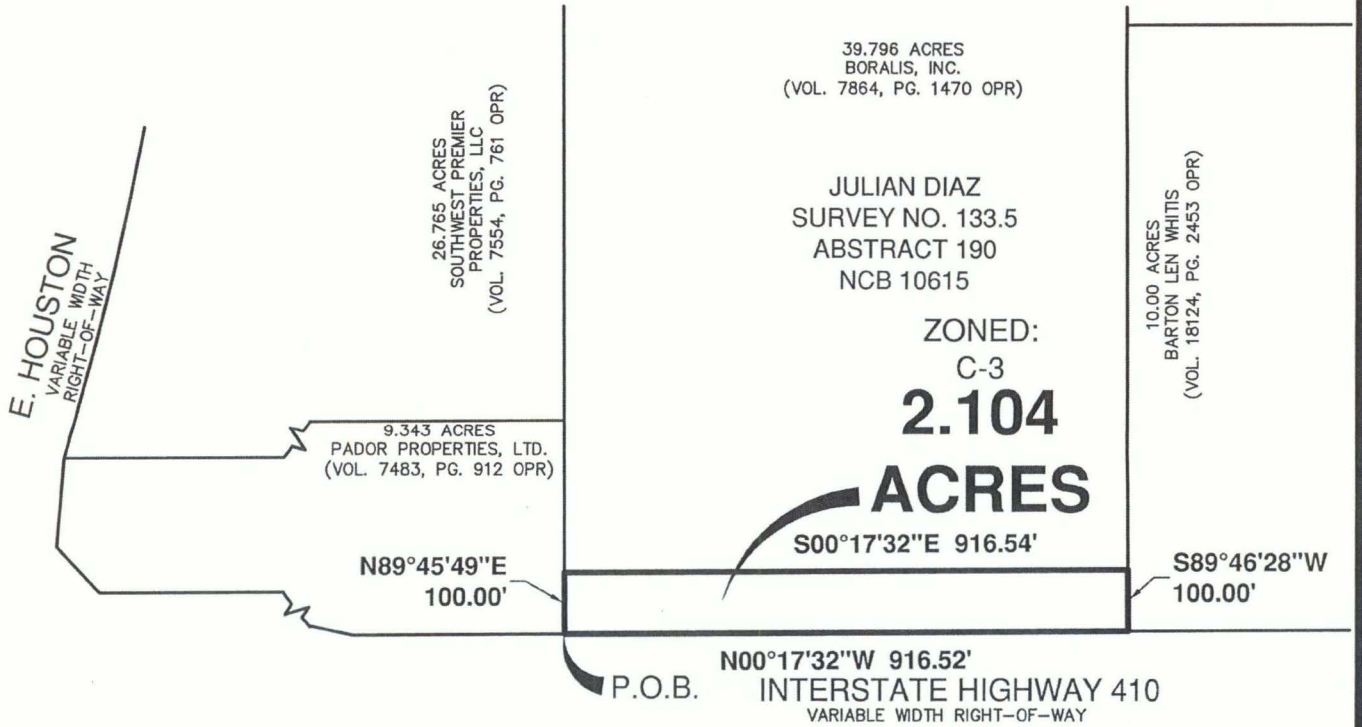 39.796 ACRES
BORALIS, INC.
(VOL. 7864, PG. 1470 OPR)
26.765 ACRES
SOUTHWEST PREMIER
PROPERTIES, LLC
(VOL. 7554, PG. 761 OPR)
JULIAN DIAZ
SURVEY NO. 133.5
ABSTRACT 190
NCB 10615
10.00 ACRES
BARTON LEN WHITIS
(VOL. 18124, PG. 2453 OPR)
E. HOUSTON
VARIABLE WIDTH
RIGHT-OF-WAY
ZONED:
C-3
2.104
ACRES
9.343 ACRES
PADOR PROPERTIES, LTD.
(VOL. 7483, PG. 912 OPR)
S00°17'32"E 916.54'
N89°45'49"E
100.00'
S89°46'28"W
100.00'
N00°17'32"W 916.52'
P.O.B.
INTERSTATE HIGHWAY 410
VARIABLE WIDTH RIGHT-OF-WAY